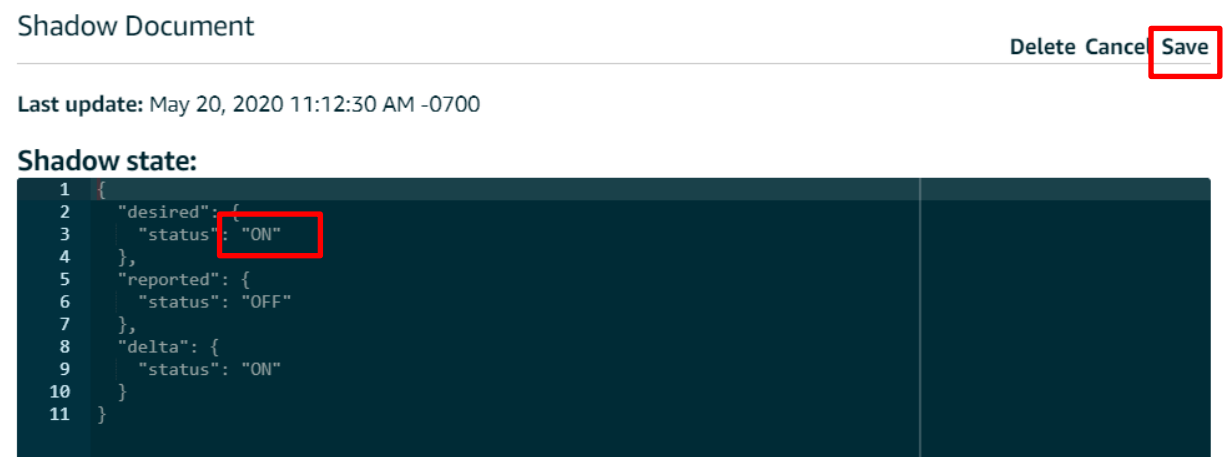 Shadow Document
Delete Cancel Save
Last update: May 20, 2020 11:12:30 AM -0700
Shadow state:
1 {
2   "desired": {
3     "status": "ON"
4   },
5   "reported": {
6     "status": "OFF"
7   },
8   "delta": {
9     "status": "ON"
10   }
11 }